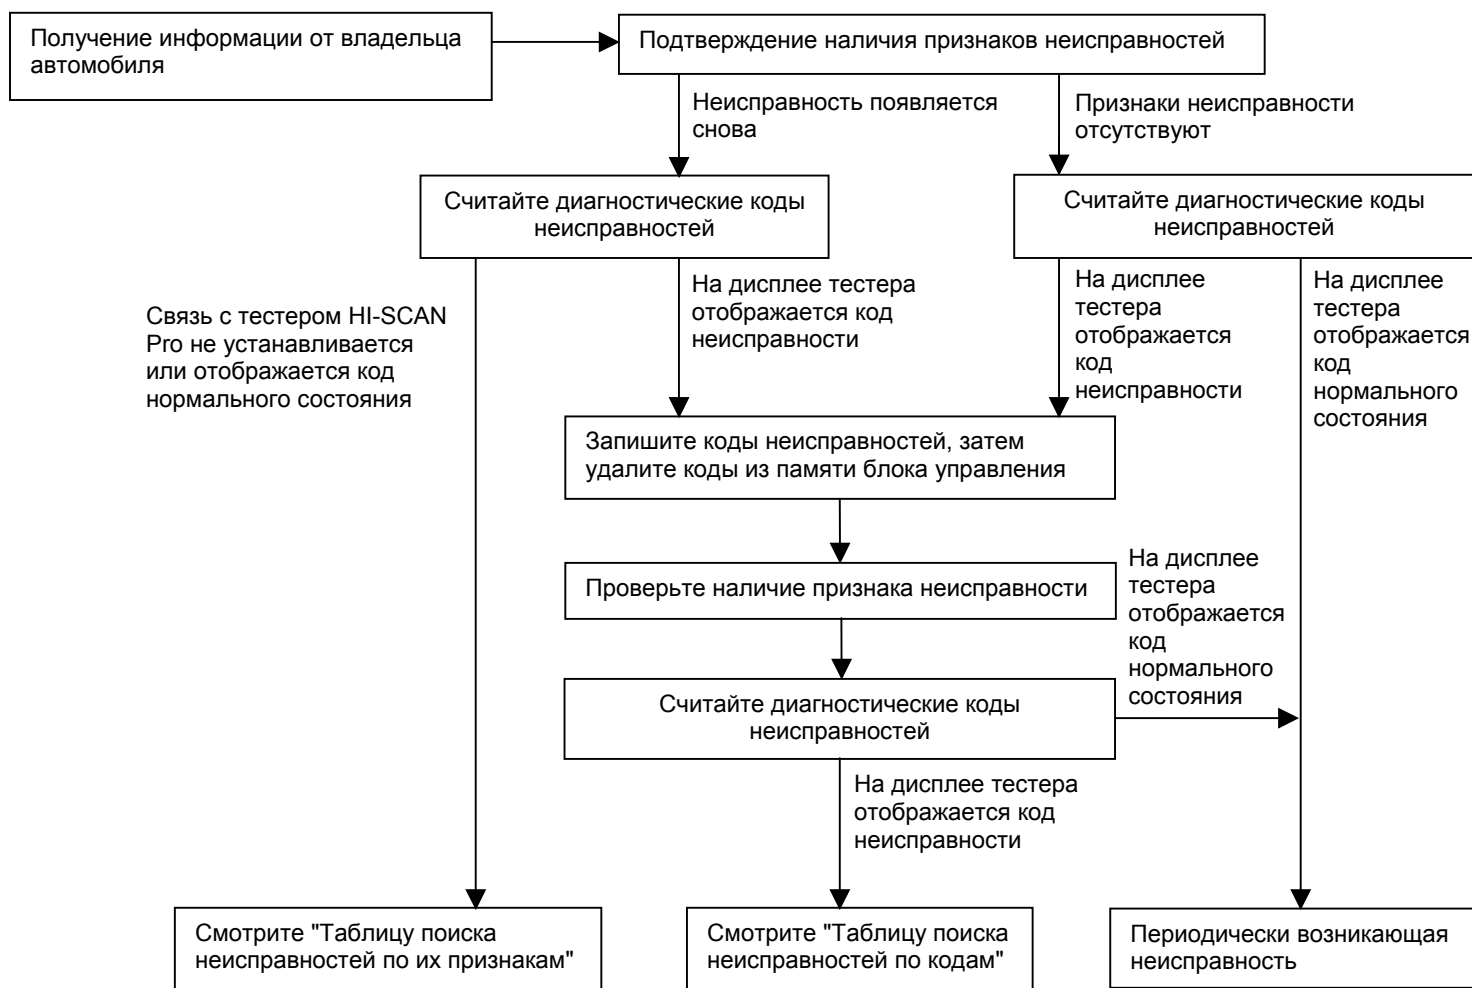 Получение информации от владельца
автомобиля
Подтверждение наличия признаков неисправностей
Неисправность появляется
снова
Признаки неисправности
отсутствуют
Считайте диагностические коды
неисправностей
Считайте диагностические коды
неисправностей
Связь с тестером HI-SCAN
Pro не устанавливается
или отображается код
нормального состояния
На дисплее тестера
отображается код
неисправности
На дисплее
тестера
отображается
код
неисправности
На дисплее
тестера
отображается
код
нормального
состояния
Запишите коды неисправностей, затем
удалите коды из памяти блока управления
Проверьте наличие признака неисправности
На дисплее
тестера
отображается
код
нормального
состояния
Считайте диагностические коды
неисправностей
На дисплее тестера
отображается код
неисправности
Смотрите "Таблицу поиска
неисправностей по их признакам"
Смотрите "Таблицу поиска
неисправностей по кодам"
Периодически возникающая
неисправность